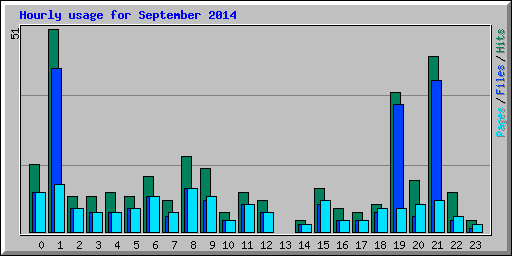 Hourly usage for September 2014
51
Pages / Files / Hits
0 1 2 3 4 5 6 7 8 9 10 11 12 13 14 15 16 17 18 19 20 21 22 23